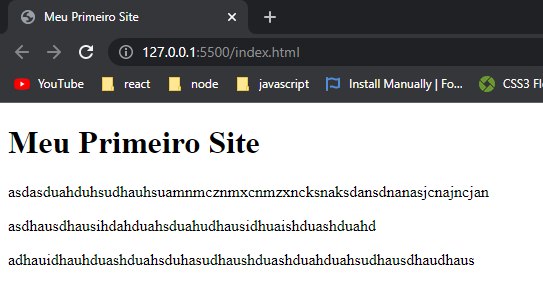 Meu Primeiro Site
127.0.0.1:5500/index.html
YouTube react node javascript Install Manually | Fo... CSS3 Fl
Meu Primeiro Site
asdasduahduhsudhauhsuamnmcznmxcnmzxncksnaksdansdnanasjcnajncjan
asdhausdhausihdahduahsduahudhausidhuaishduashduahd
adhauidhauhduashduahsduhasudhaushduashduahduahsudhausdhaudhaus